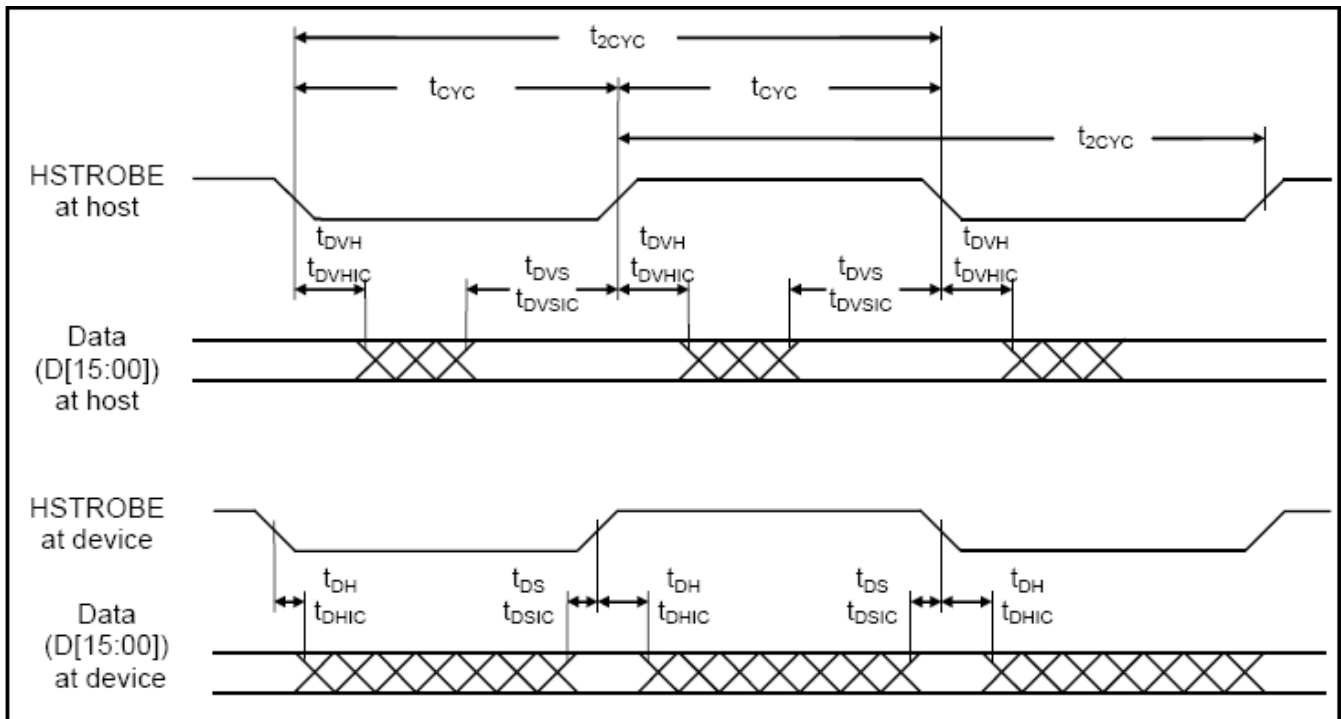 t2CYC
tCYC tCYC
t2CYC
HSTROBE
at host
tDVH tDVH tDVH
tDVHIC tDVS tDVHIC tDVS tDVHIC
tDVSIC tDVSIC
Data
(D[15:00])
at host
HSTROBE
at device
tDH tDS tDH tDS tDH
tDHIC tDSIC tDHIC tDSIC tDHIC
Data
(D[15:00])
at device